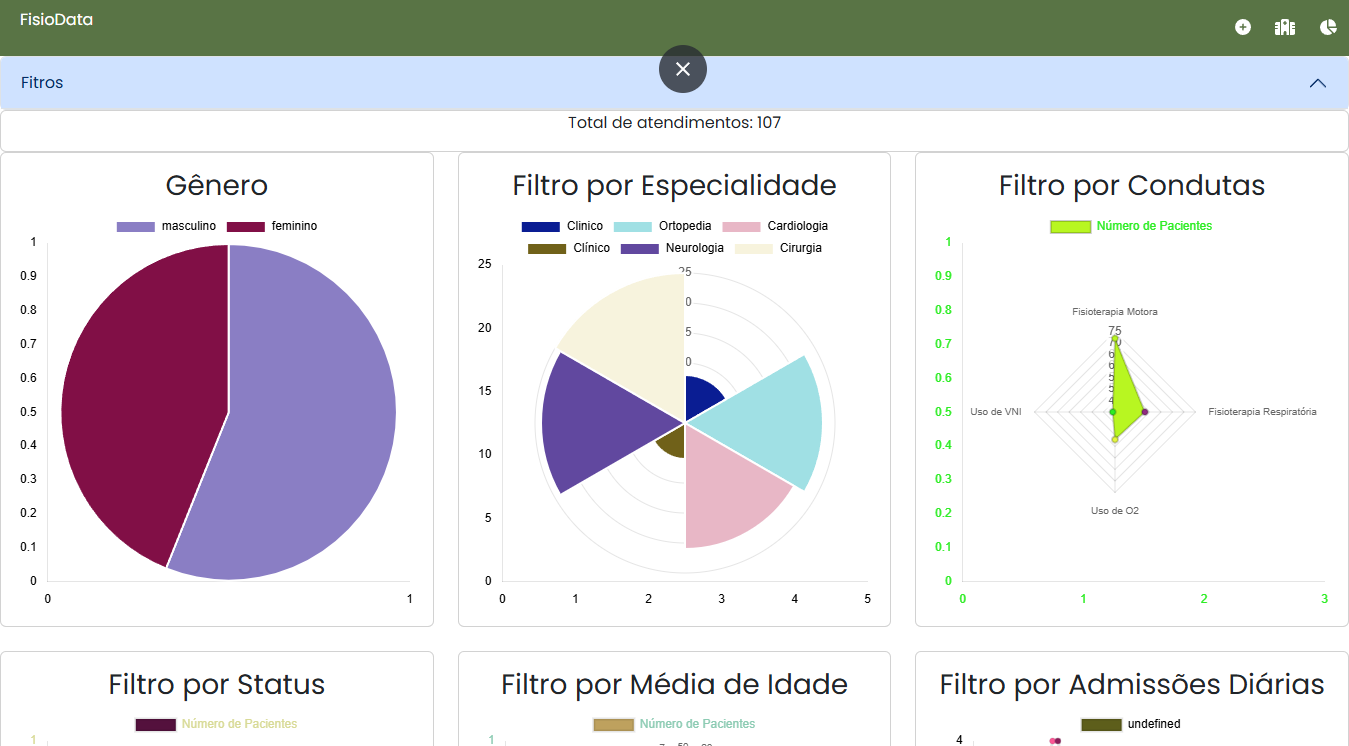 FisioData
Fitros
Total de atendimentos: 107
Gênero
masculino feminino
1
0.9
0.8
0.7
0.6
0.5
0.4
0.3
0.2
0.1
0
0 1
Filtro por Especialidade
Clinico Ortopedia Cardiologia
Clínico Neurologia Cirurgia
25
20
15
10
5
0
0 1 2 3 4 5
25
Filtro por Condutas
Número de Pacientes
1
0.9
0.8
0.7
0.6
0.5
0.4
0.3
0.2
0.1
0
0 1 2 3
Fisioterapia Motora
75
70
Uso de VNI
Fisioterapia Respiratória
Uso de O2
Filtro por Status
Número de Pacientes
1
Filtro por Média de Idade
Número de Pacientes
1
Filtro por Admissões Diárias
undefined
4